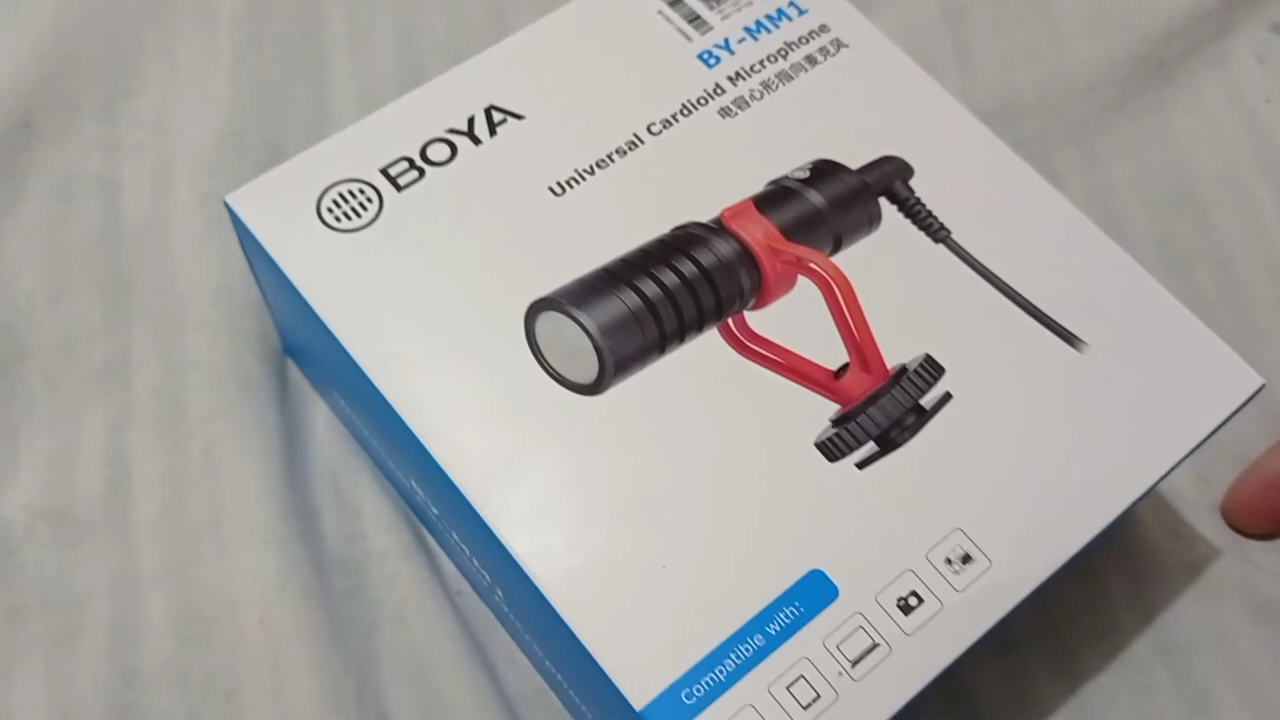 BY-MM1
BOYA
Universal Cardioid Microphone
电容心形指向麦克风
Compatible with: